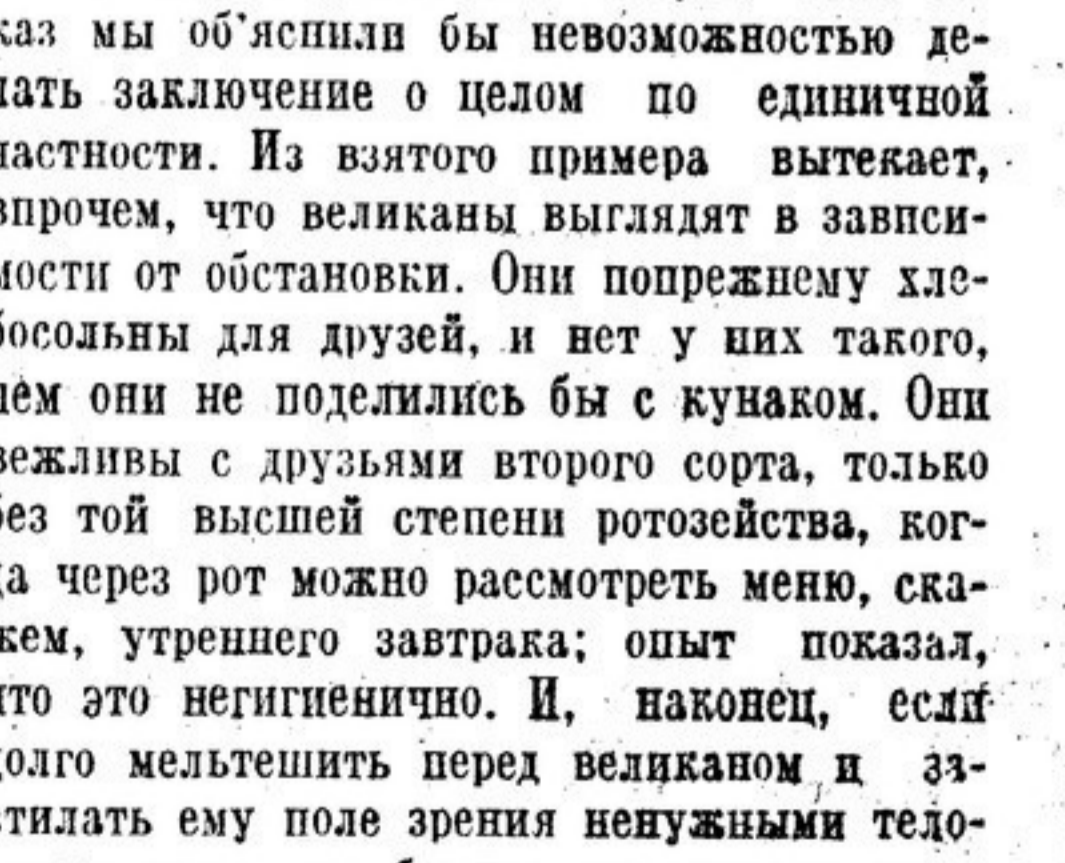 каз мы об'яснили бы невозможностью де-
лать заключение о целом по единичной
частности. Из взятого примера вытекает,
впрочем, что великаны выглядят в зависи-
мости от обстановки. Они попрежнему хле-
босольны для друзей, и нет у них такого,
чем они не поделились бы с кунаком. Они
вежливы с друзьями второго сорта, только
без той высшей степени ротозейства, ког-
да через рот можно рассмотреть меню, ска-
жем, утреннего завтрака; опыт показал,
что это негигиенично. И, наконец, если
долго мельтешить перед великаном и за-
стилать ему поле зрения ненужными тело-